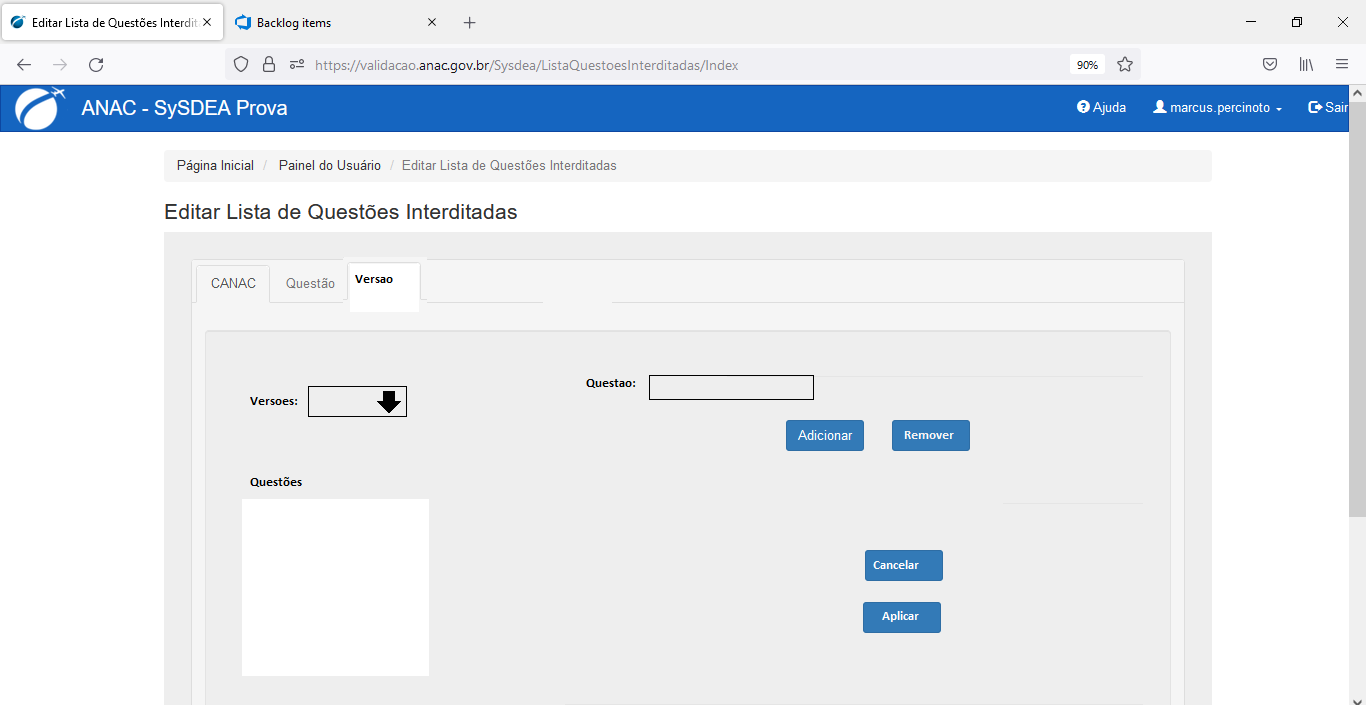 Editar Lista de Questões Interdit
Backlog items
https://validacao.anac.gov.br/Sysdea/ListaQuestoesInterditadas/Index
90%
ANAC - SySDEA Prova
Ajuda
marcus.percinoto
Sair
Página Inicial / Painel do Usuário / Editar Lista de Questões Interditadas
Editar Lista de Questões Interditadas
CANAC
Questão
Versao
Questao:
Versoes:
Adicionar
Remover
Questões
Cancelar
Aplicar